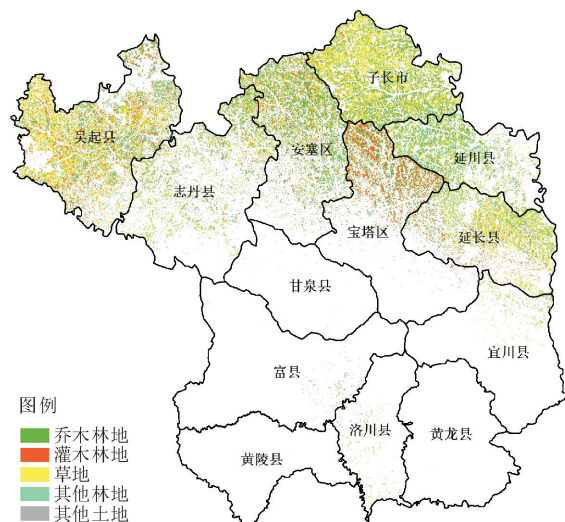 子长市
吴起县
安塞区
延川县
志丹县
宝塔区
延长县
甘泉县
宜川县
富县
洛川县
黄龙县
黄陵县
图例
乔木林地
灌木林地
草地
其他林地
其他土地